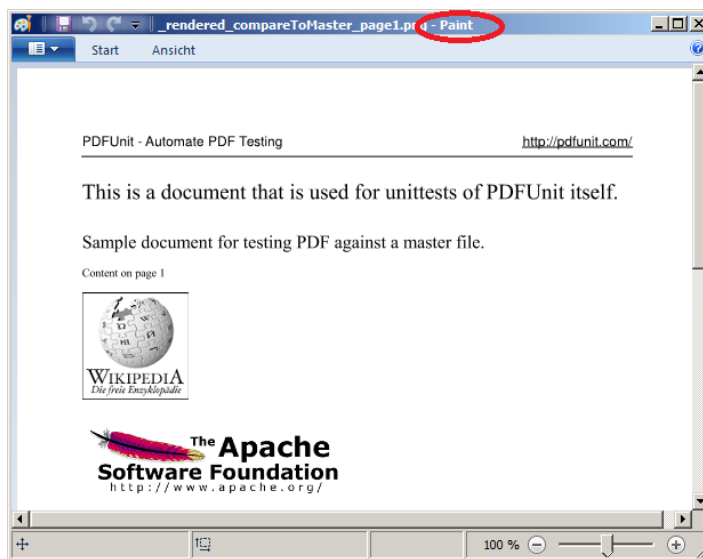 _rendered_compareToMaster_page1.png - Paint
Start Ansicht
PDFUnit - Automate PDF Testing http://pdfunit.com/
This is a document that is used for unittests of PDFUnit itself.
Sample document for testing PDF against a master file.
Content on page 1
WIKIPEDIA
Die freie Enzyklopädie
The Apache
Software Foundation
http://www.apache.org/
100 %